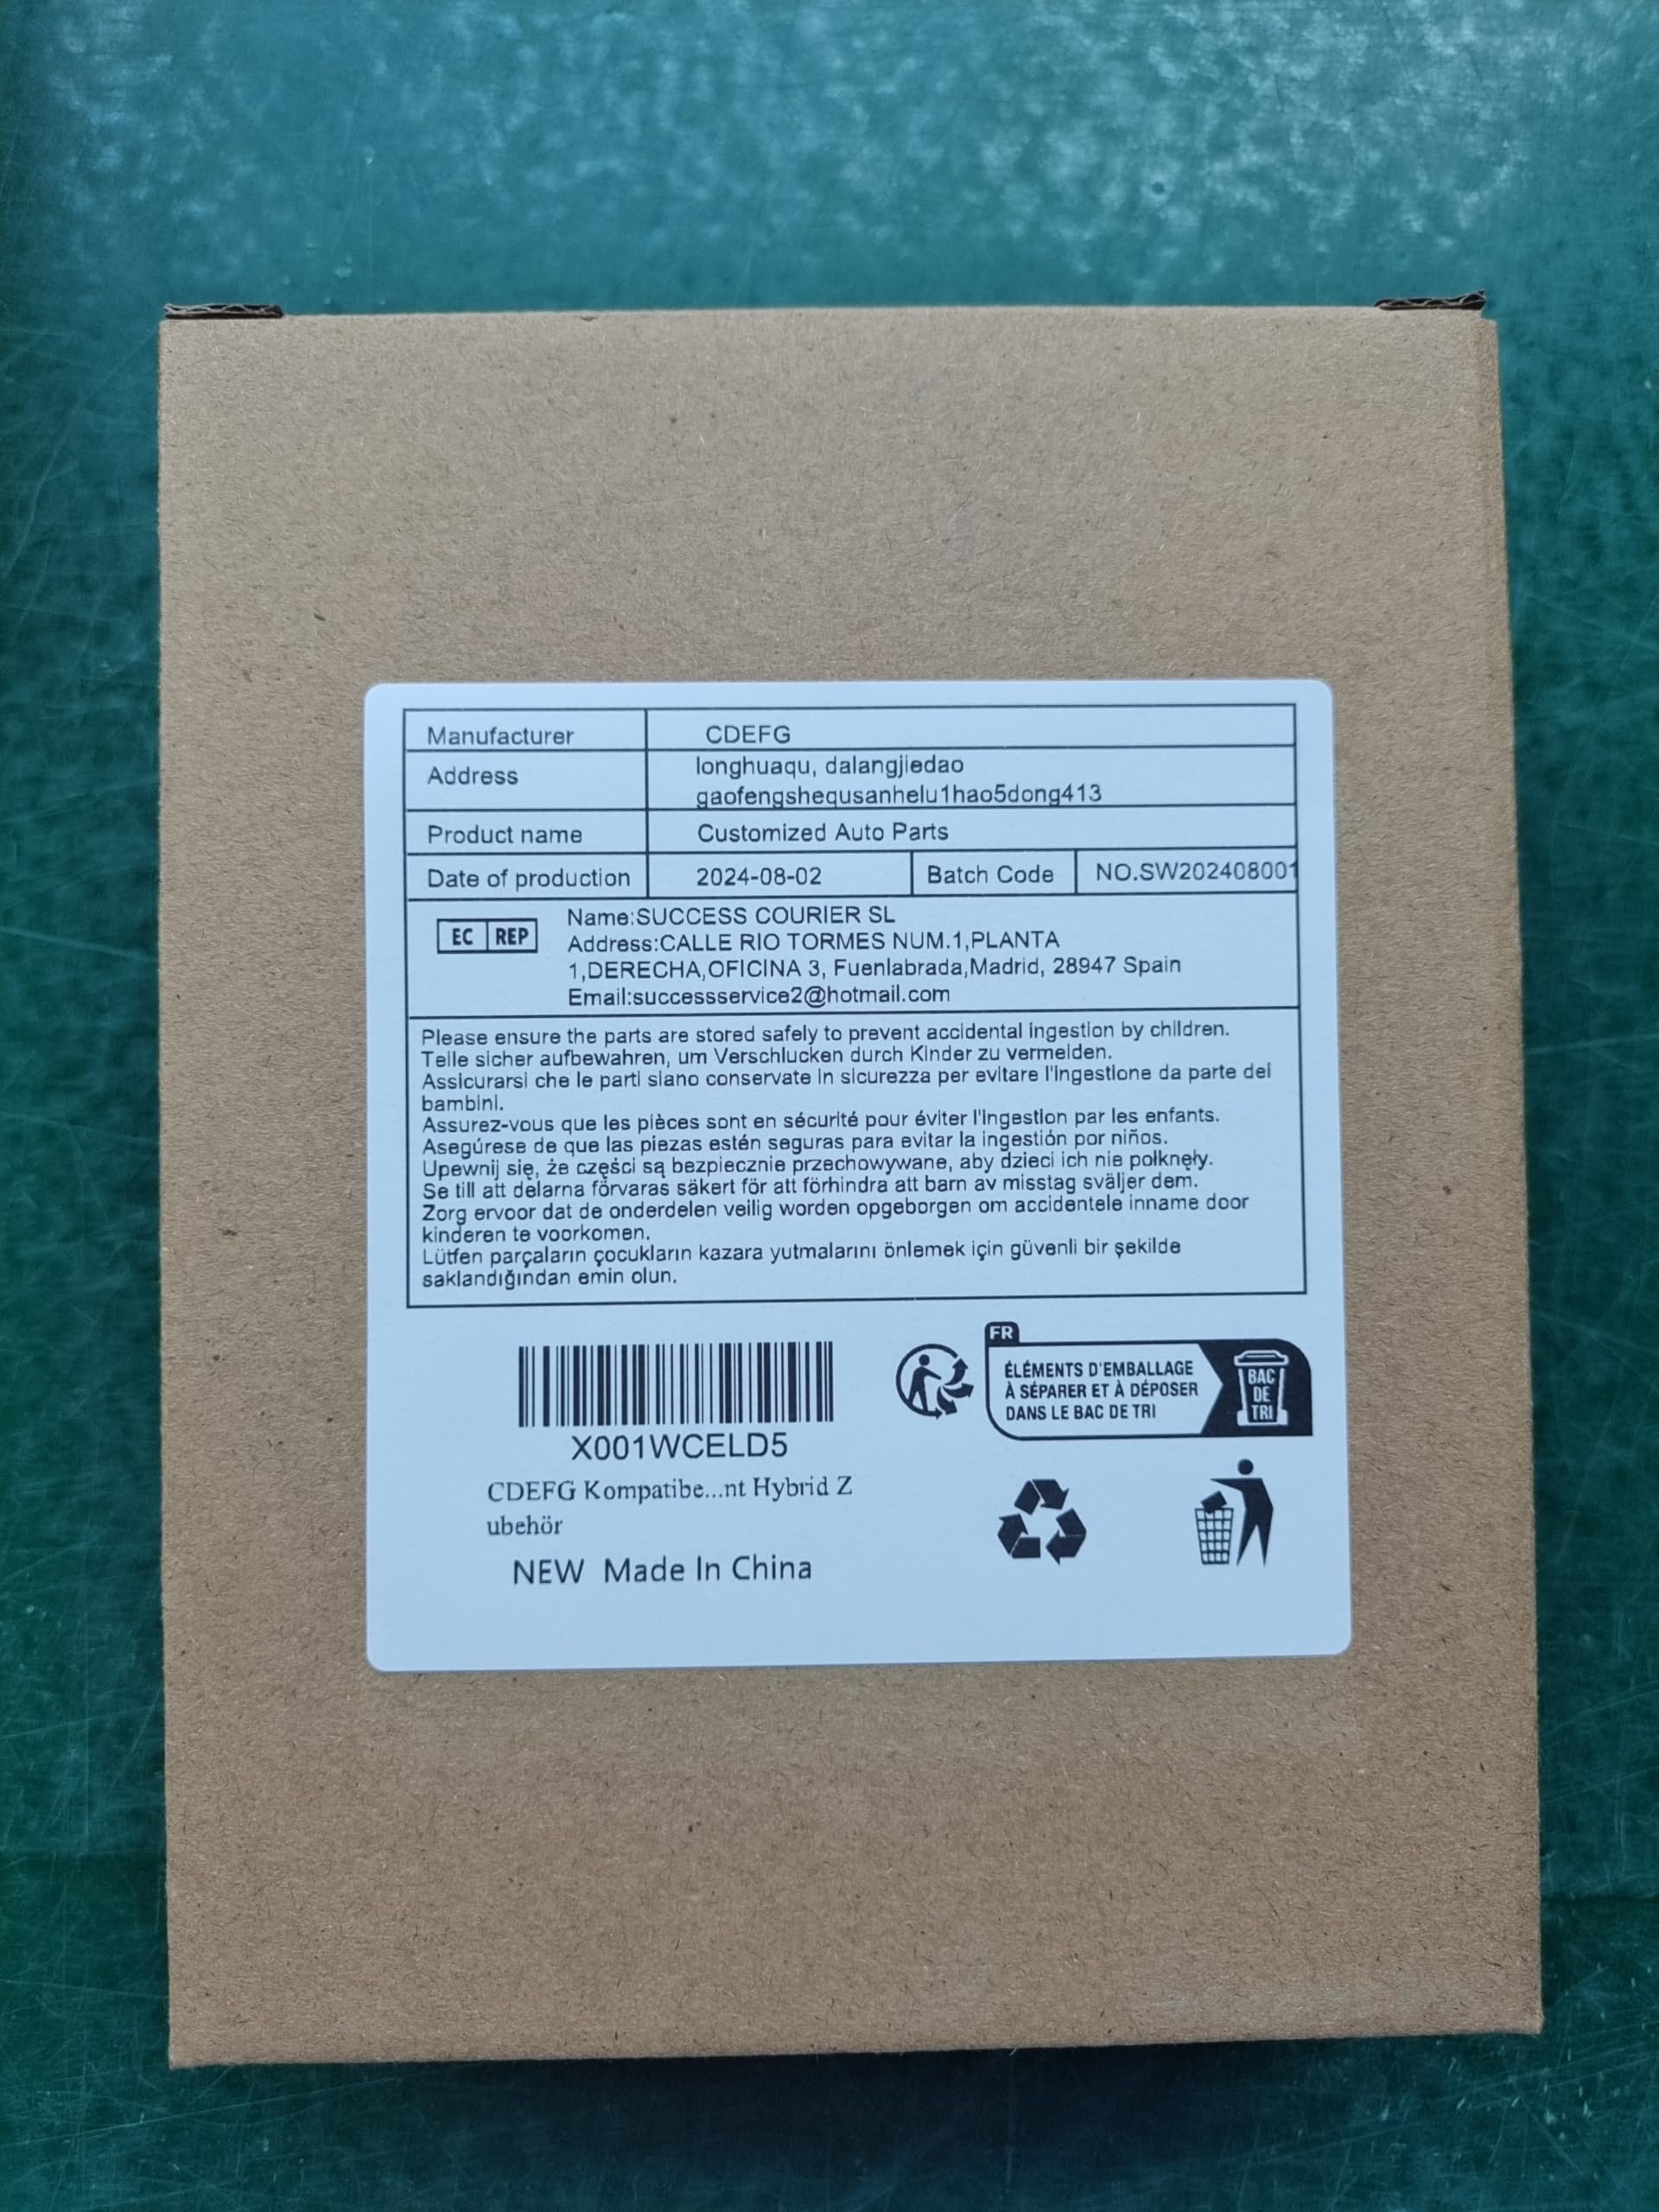 Manufacturer CDEFG
Address longhuaqu, dalangjiedao
gaofengshequsanhelu1hao5dong413
Product name Customized Auto Parts
Date of production 2024-08-02 Batch Code NO.SW202408001
EC REP
Name:SUCCESS COURIER SL
Address:CALLE RIO TORMES NUM.1,PLANTA
1,DERECHA,OFICINA 3, Fuenlabrada,Madrid, 28947 Spain
Email:successservice2@hotmail.com
Please ensure the parts are stored safely to prevent accidental ingestion by children.
Teile sicher aufbewahren, um Verschlucken durch Kinder zu vermeiden.
Assicurarsi che le parti siano conservate in sicurezza per evitare l'ingestione da parte dei
bambini.
Assurez-vous que les pièces sont en sécurité pour éviter l'ingestion par les enfants.
Asegúrese de que las piezas estén seguras para evitar la ingestión por niños.
Upewnij się, że części są bezpiecznie przechowywane, aby dzieci ich nie połknęły.
Se till att delarna förvaras säkert för att förhindra att barn av misstag sväljer dem.
Zorg ervoor dat de onderdelen veilig worden opgeborgen om accidentele inname door
kinderen te voorkomen.
Lütfen parçaların çocukların kazara yutmalarını önlemek için güvenli bir şekilde
saklandığından emin olun.
X001WCELD5
CDEFG Kompatibe...nt Hybrid Z
ubehör
NEW Made In China
FR
ÉLÉMENTS D'EMBALLAGE
À SÉPARER ET À DÉPOSER
DANS LE BAC DE TRI
BAC
DE
TRI